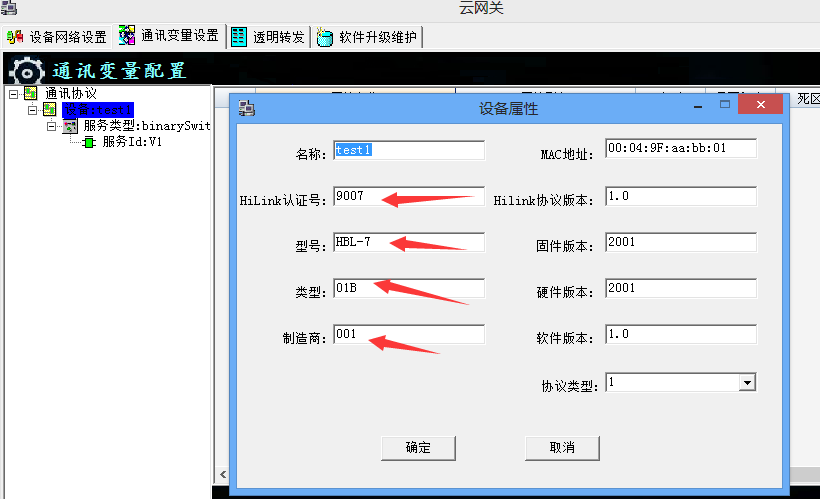 云网关
设备网络设置 通讯变量设置 透明转发 软件升级维护
通讯变量配置
通讯协议
设备:test1
服务类型:binarySwit
服务Id:V1
死区
设备属性
名称: test1 MAC地址: 00:04:9F:aa:bb:01
HiLink认证号: 9007 Hilink协议版本: 1.0
型号: HBL-7 固件版本: 2001
类型: 01B 硬件版本: 2001
制造商: 001 软件版本: 1.0
协议类型: 1
确定 取消